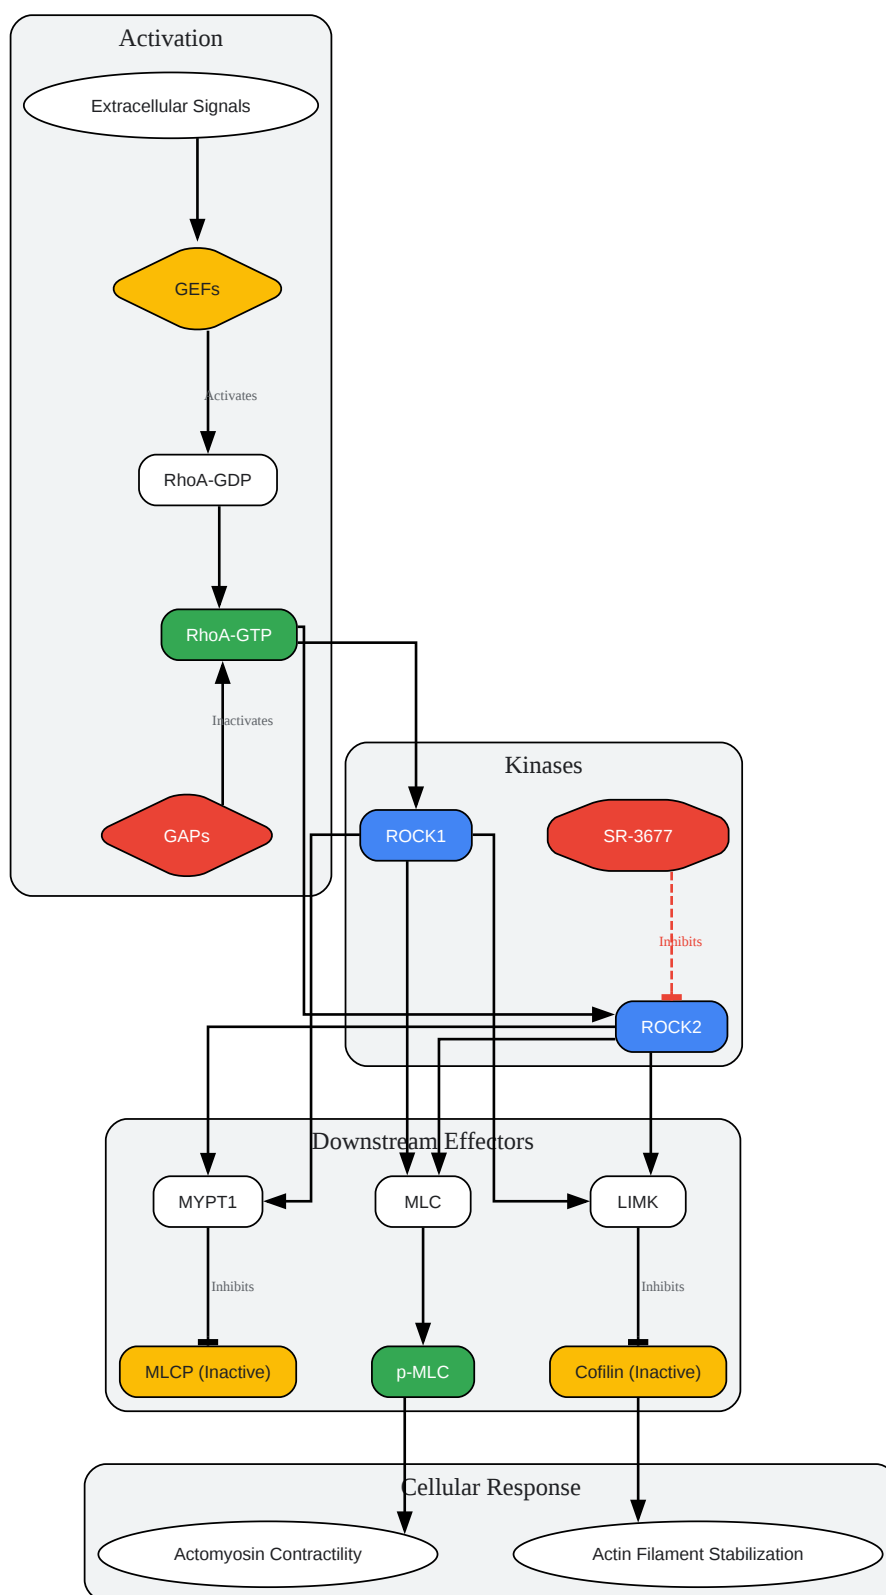 Activation
Extracellular Signals
GEFs
Activates
RhoA-GDP
RhoA-GTP
Inactivates
GAPs
Kinases
ROCK1
SR-3677
Inhibits
ROCK2
Downstream Effectors
MYPT1
MLC
LIMK
Inhibits
Inhibits
MLCP (Inactive)
p-MLC
Cofilin (Inactive)
Cellular Response
Actomyosin Contractility
Actin Filament Stabilization